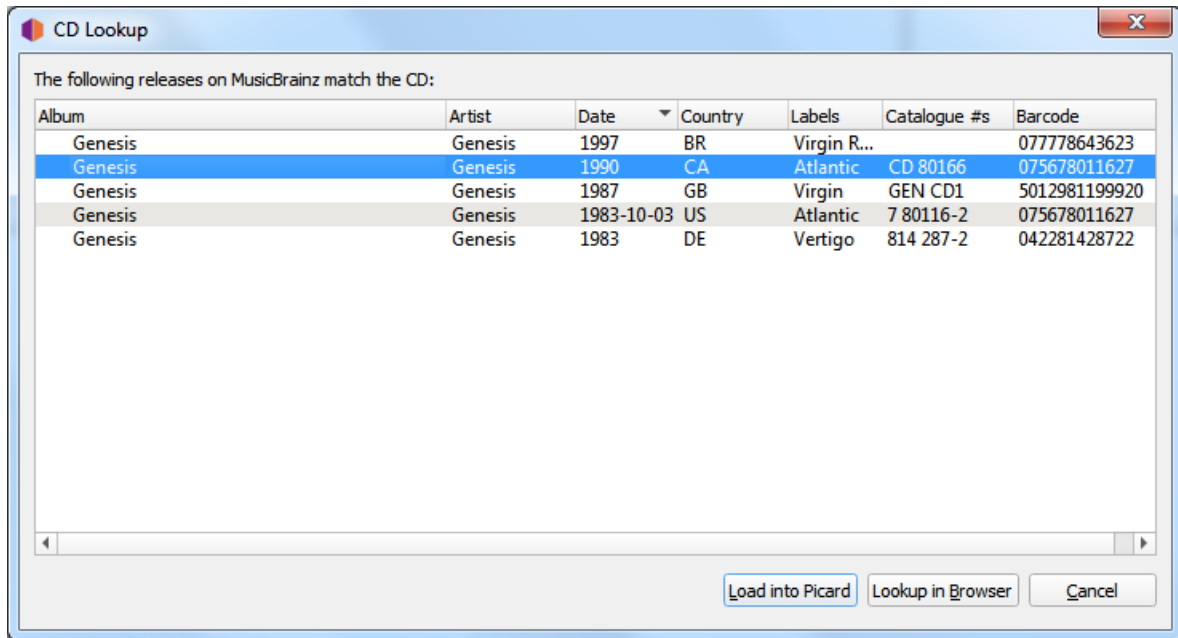 CD Lookup
The following releases on MusicBrainz match the CD:
Album Artist Date Country Labels Catalogue #s Barcode
Genesis Genesis 1997 BR Virgin R... 077778643623
Genesis Genesis 1990 CA Atlantic CD 80166 075678011627
Genesis Genesis 1987 GB Virgin GEN CD1 5012981199920
Genesis Genesis 1983-10-03 US Atlantic 7 80116-2 075678011627
Genesis Genesis 1983 DE Vertigo 814 287-2 042281428722
Load into Picard Lookup in Browser Cancel